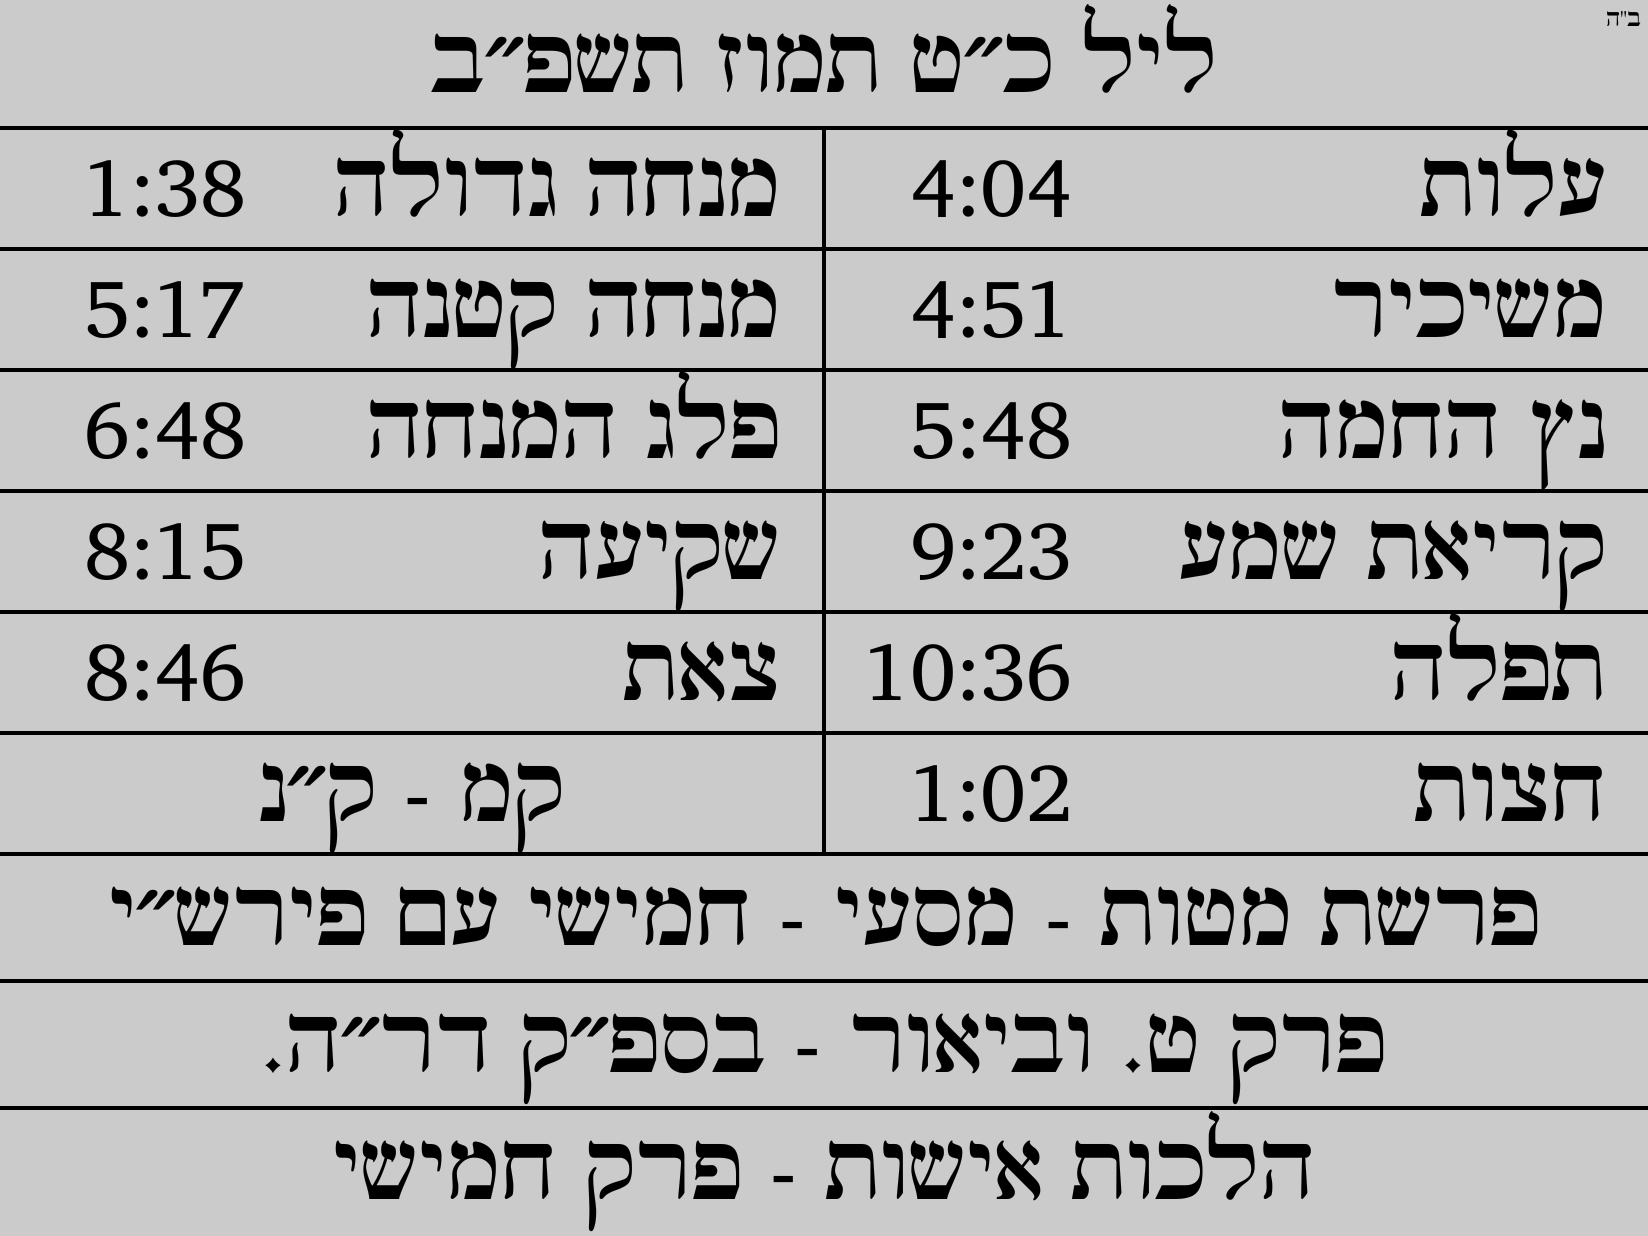 ב"ה
ליל כ״ט תמוז תשפ״ב
עלות 4:04
מנחה גדולה 1:38
משיכיר 4:51
מנחה קטנה 5:17
נץ החמה 5:48
פלג המנחה 6:48
קריאת שמע 9:23
שקיעה 8:15
תפלה 10:36
צאת 8:46
חצות 1:02
קמ - ק״נ
פרשת מטות - מסעי - חמישי עם פירש״י
פרק ט. וביאור - בספ״ק דר״ה.
הלכות אישות - פרק חמישי